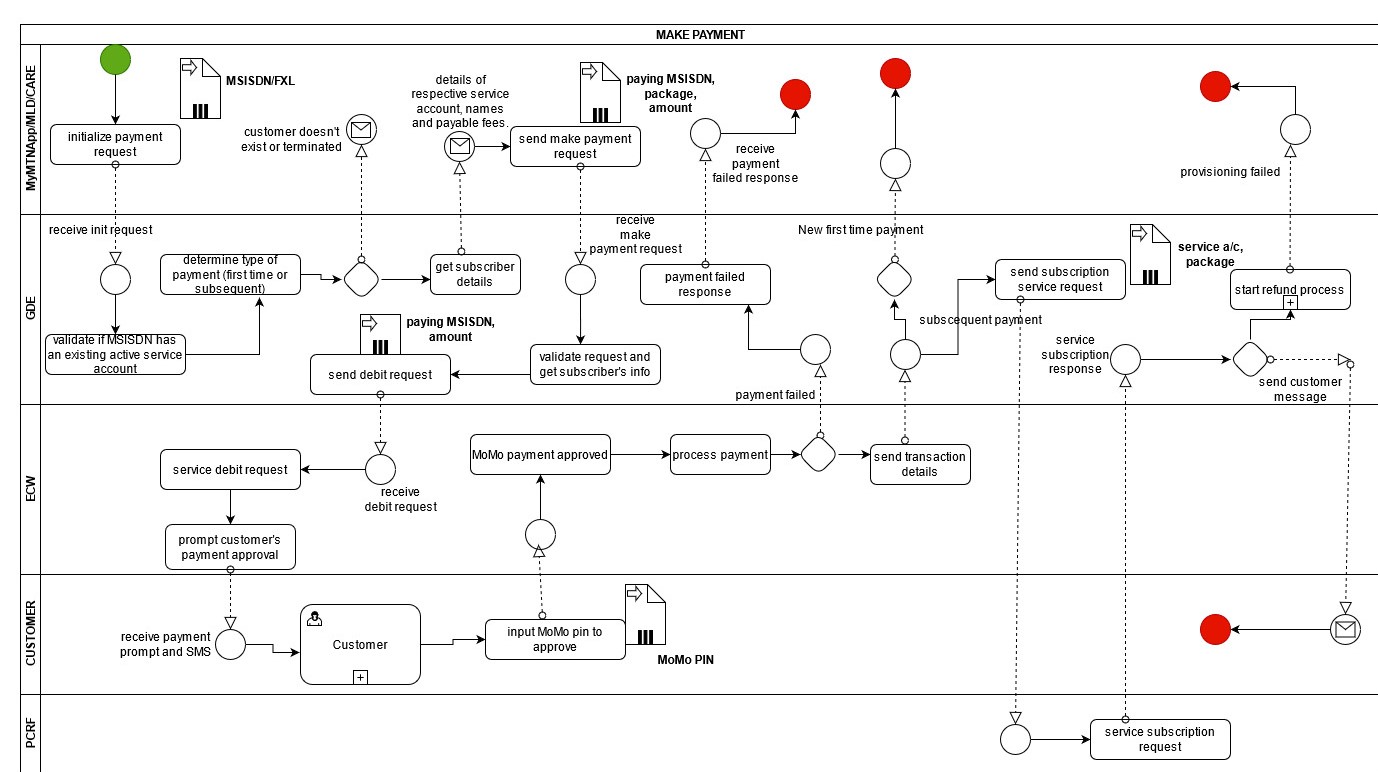 MAKE PAYMENT
MyMTNApp/MLD/CARE
MSISDN/FXL
initialize payment
request
customer doesn't
exist or terminated
details of
respective service
account, names
and payable fees.
send make payment
request
paying MSISDN,
package,
amount
receive
payment
failed response
provisioning failed
GDE
receive init request
determine type of
payment (first time or
subsequent)
validate if MSISDN has
an existing active service
account
get subscriber
details
receive
make
payment request
paying MSISDN,
amount
send debit request
validate request and
get subscriber's info
payment failed
response
New first time payment
subscequent payment
send subscription
service request
service a/c,
package
start refund process
service
subscription
response
send customer
message
payment failed
ECW
service debit request
receive
debit request
prompt customer's
payment approval
MoMo payment approved
process payment
send transaction
details
CUSTOMER
receive payment
prompt and SMS
Customer
input MoMo pin to
approve
MoMo PIN
PCRF
service subscription
request